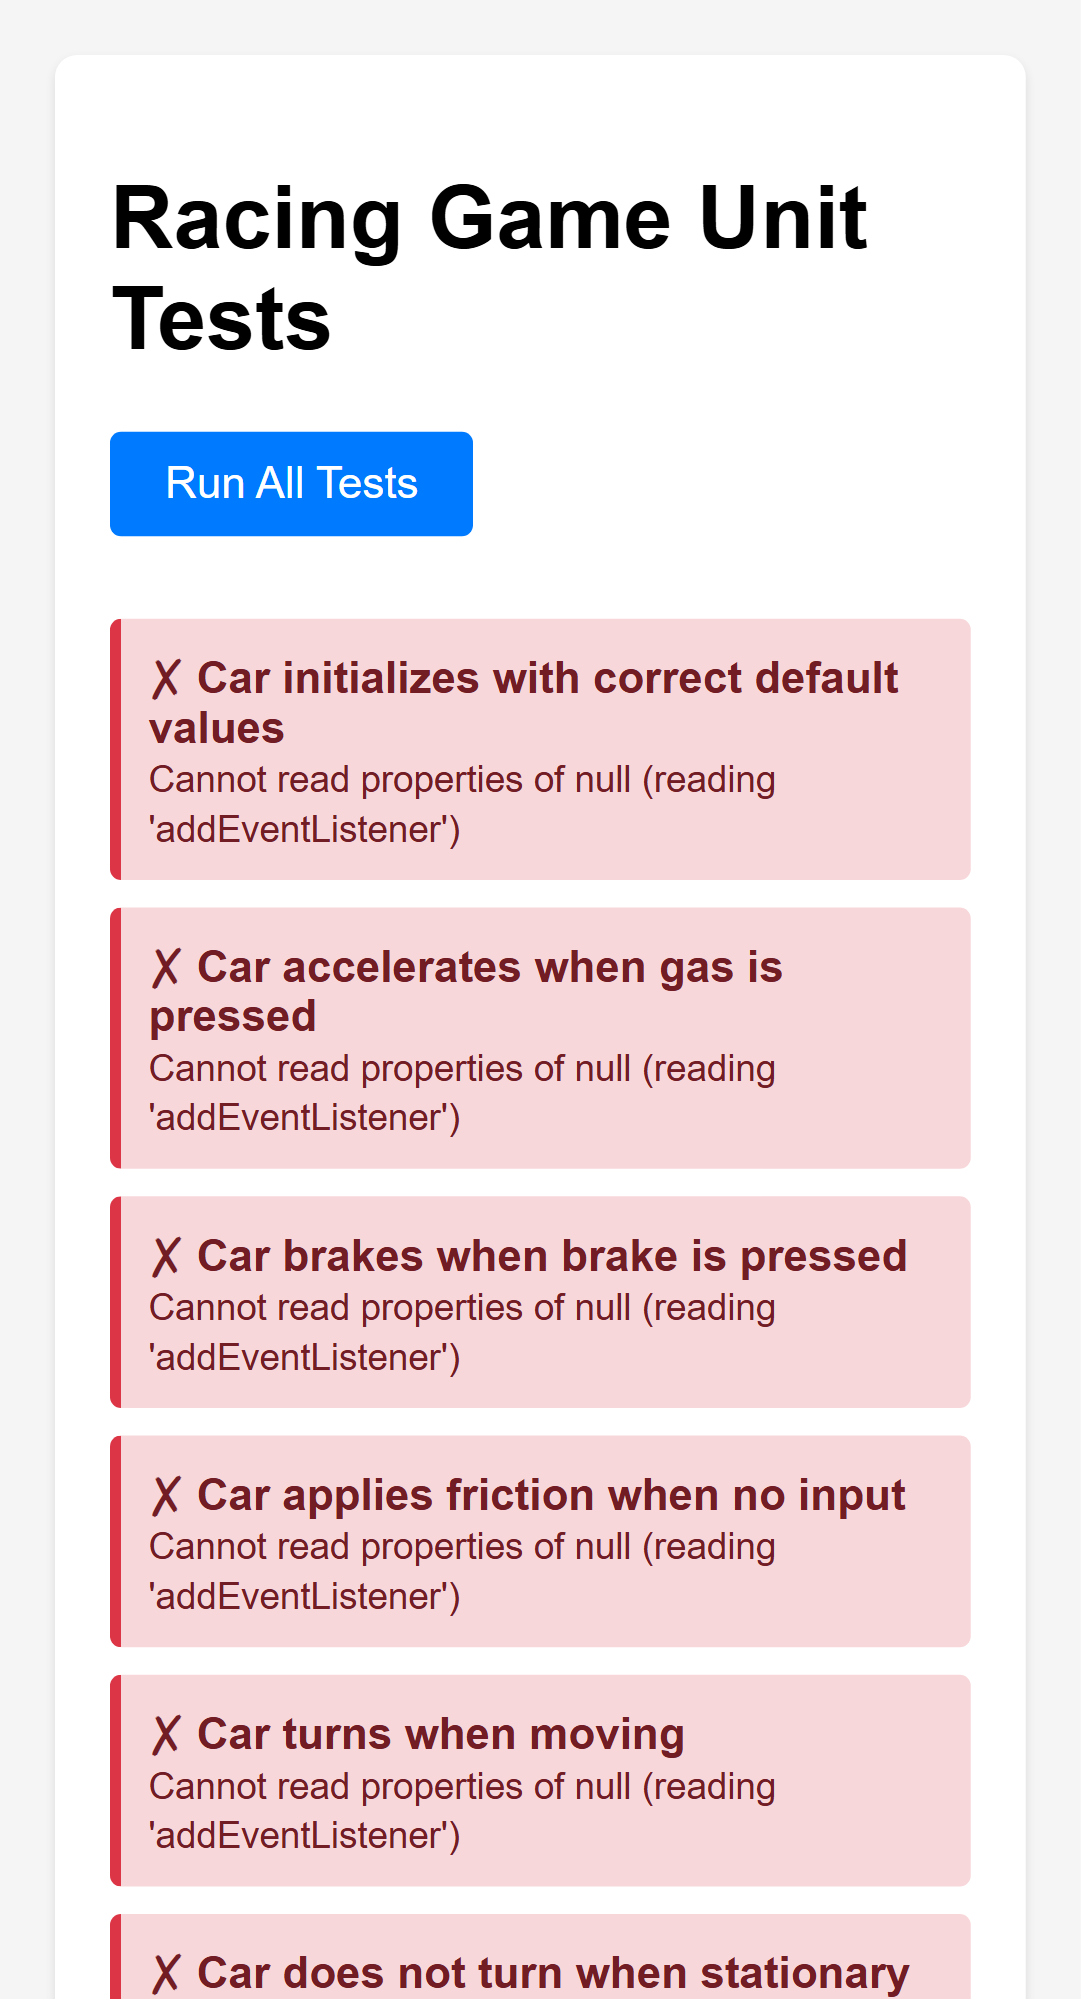 Racing Game Unit
Tests
Run All Tests
✗ Car initializes with correct default
values
Cannot read properties of null (reading
'addEventListener')
✗ Car accelerates when gas is
pressed
Cannot read properties of null (reading
'addEventListener')
✗ Car brakes when brake is pressed
Cannot read properties of null (reading
'addEventListener')
✗ Car applies friction when no input
Cannot read properties of null (reading
'addEventListener')
✗ Car turns when moving
Cannot read properties of null (reading
'addEventListener')
✗ Car does not turn when stationary